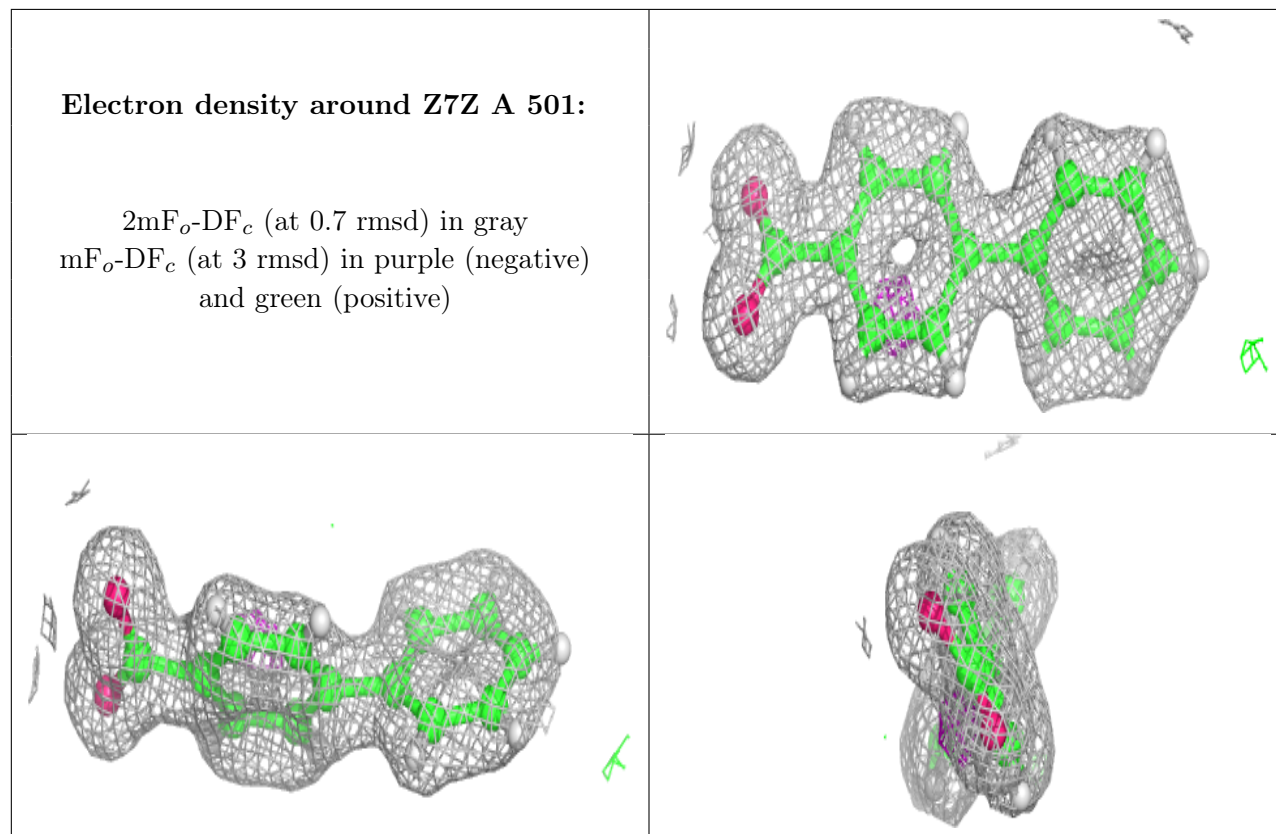 Electron density around Z7Z A 501:
2mFo-DFc (at 0.7 rmsd) in gray
mFo-DFc (at 3 rmsd) in purple (negative)
and green (positive)